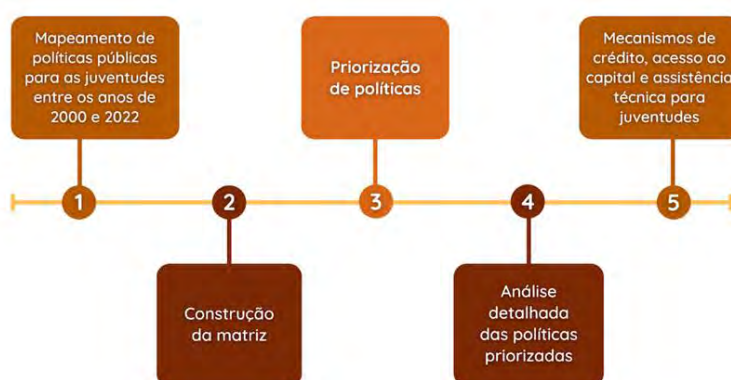 Mapeamento de
políticas públicas
para as juventudes
entre os anos de
2000 e 2022
Priorização
de políticas
Mecanismos de
crédito, acesso ao
capital e assistência
técnica para
juventudes
1
2
3
4
5
Construção
da matriz
Análise
detalhada
das políticas
priorizadas